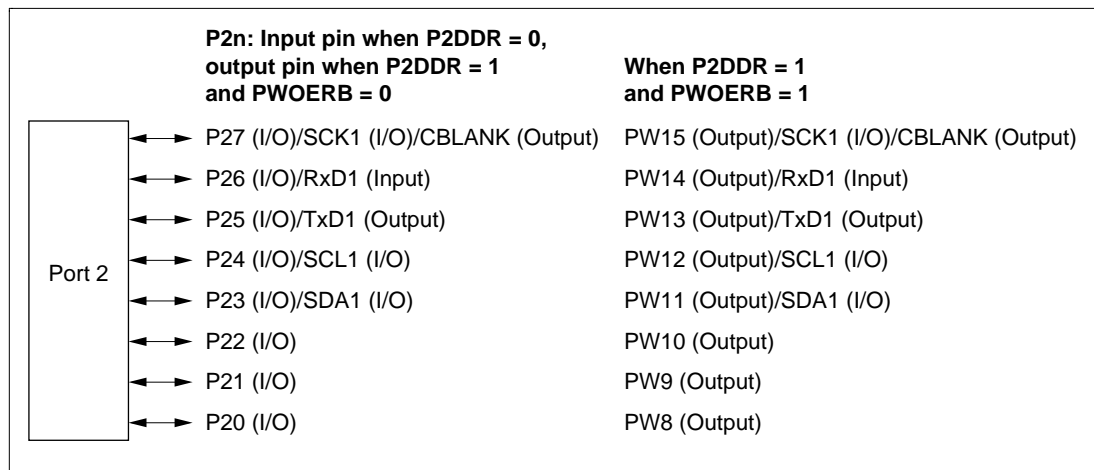 P2n: Input pin when P2DDR = 0,
output pin when P2DDR = 1
and PWOERB = 0
When P2DDR = 1
and PWOERB = 1
Port 2
P27 (I/O)/SCK1 (I/O)/CBLANK (Output) PW15 (Output)/SCK1 (I/O)/CBLANK (Output)
P26 (I/O)/RxD1 (Input) PW14 (Output)/RxD1 (Input)
P25 (I/O)/TxD1 (Output) PW13 (Output)/TxD1 (Output)
P24 (I/O)/SCL1 (I/O) PW12 (Output)/SCL1 (I/O)
P23 (I/O)/SDA1 (I/O) PW11 (Output)/SDA1 (I/O)
P22 (I/O) PW10 (Output)
P21 (I/O) PW9 (Output)
P20 (I/O) PW8 (Output)